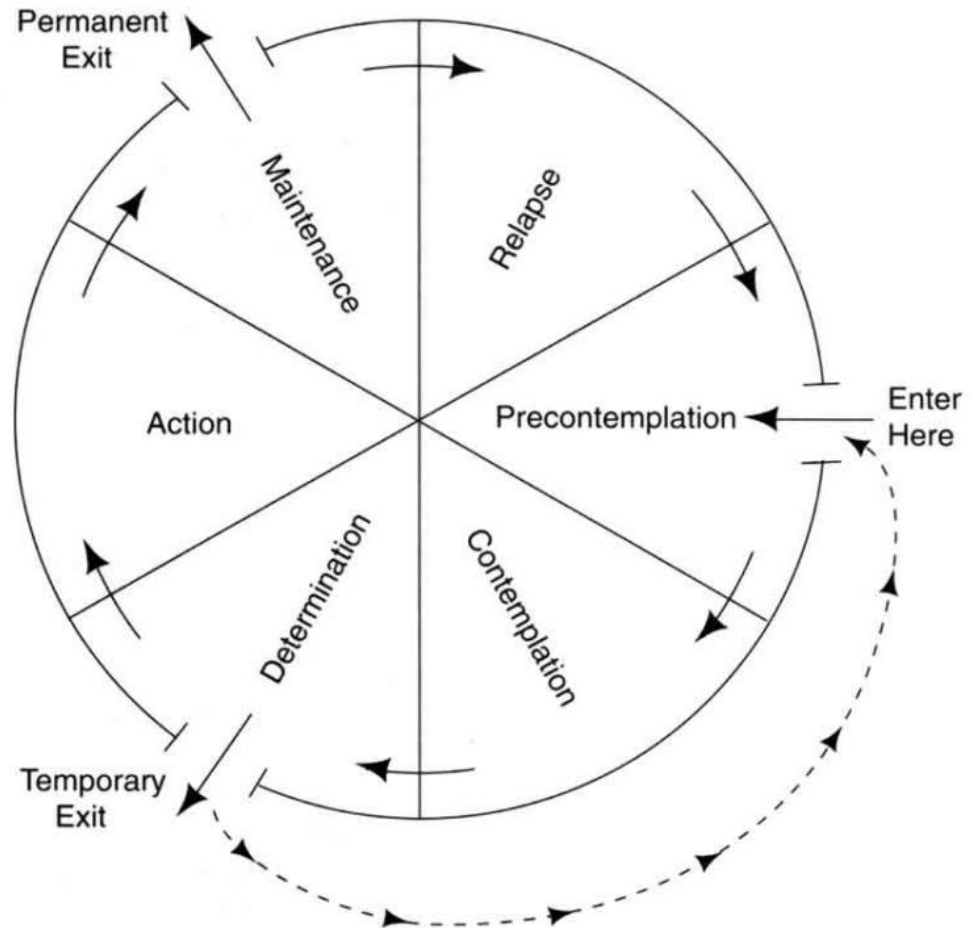 Permanent
Exit
Maintenance
Relapse
Action
Precontemplation
Enter
Here
Determination
Contemplation
Temporary
Exit